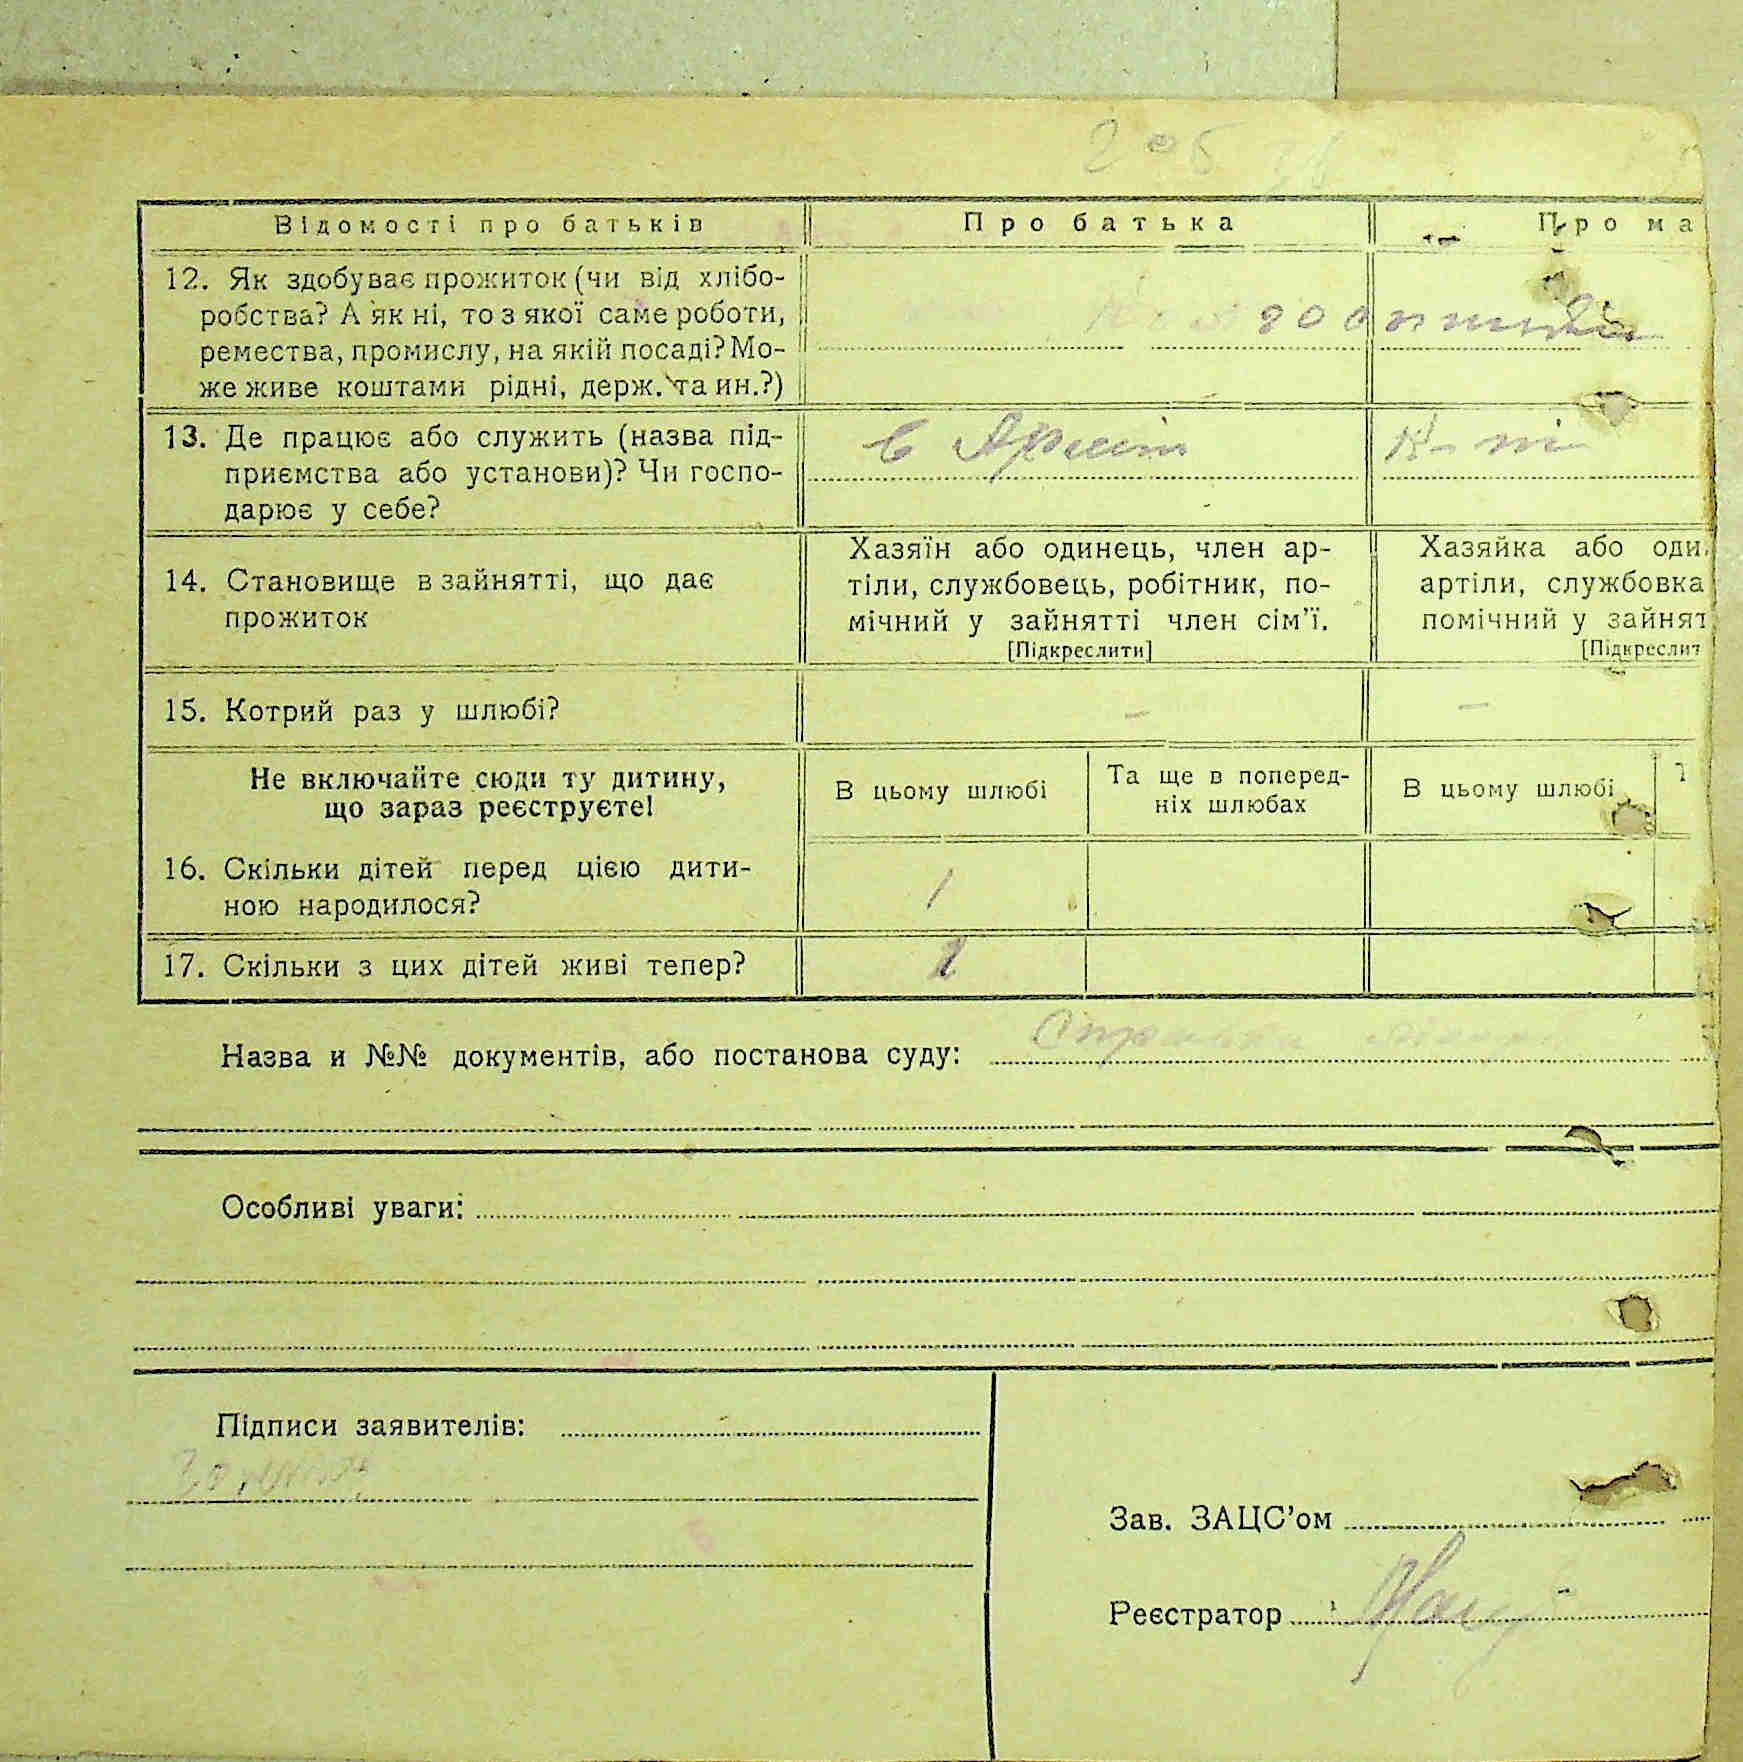 Відомості про батьків
Про батька
Про ма
12. Як здобуває прожиток (чи від хлібо-
робства? А як ні, то з якої саме роботи,
ремества, промислу, на якій посаді? Мо-
же живе коштами рідні, держ. та ин.?)
13. Де працює або служить (назва під-
приємства або установи)? Чи госпо-
дарює у себе?
в Армії
14. Становище в зайнятті, що дає
прожиток
Хазяїн або одинець, член ар-
тіли, службовець, робітник, по-
мічний у зайнятті член сім'ї.
[Підкреслити]
Хазяйка або оди
артіли, службовка
помічний у зайнят
[Підкреслит
15. Котрий раз у шлюбі?
–
–
Не включайте сюди ту дитину,
що зараз реєструєте!
В цьому шлюбі
Та ще в поперед-
ніх шлюбах
В цьому шлюбі
16. Скільки дітей перед цією дити-
ною народилося?
1
17. Скільки з цих дітей живі тепер?
Назва и №№ документів, або постанова суду:
Особливі уваги:
Підписи заявителів:
Зав. ЗАЦС'ом
Реєстратор